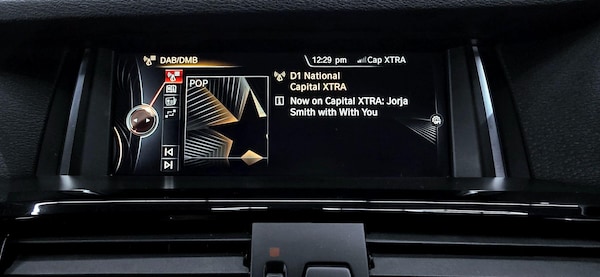 DAB/DMB
12:29 pm
Cap XTRA
POP
D1 National
Capital XTRA
Now on Capital XTRA: Jorja
Smith with With You